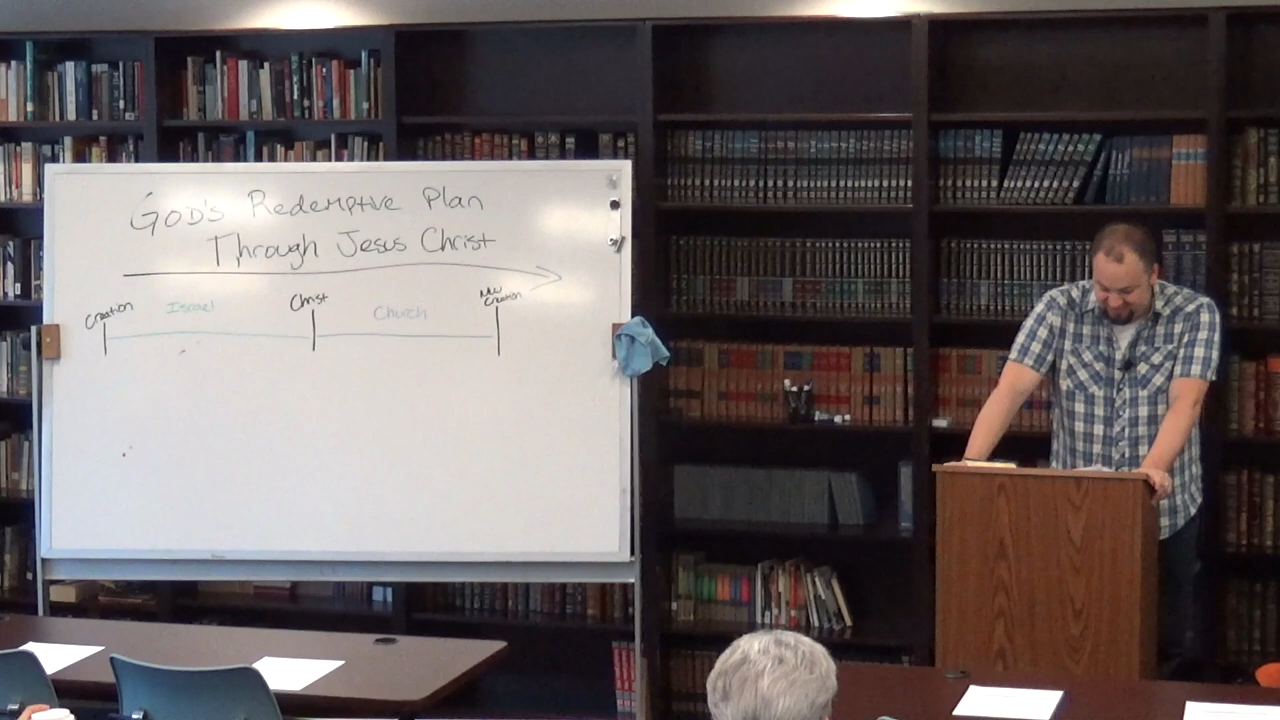 GOD'S Redemptive Plan
Through Jesus Christ
Creation
Israel
Christ
Church
New
Creation